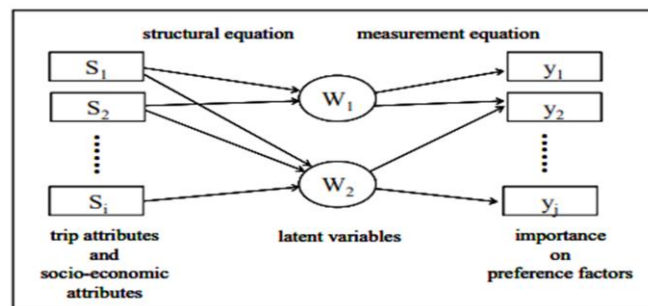 structural equation measurement equation
S1 y1
W1
S2 y2
W2
Si yj
trip attributes latent variables importance
and on
socio-economic preference factors
attributes